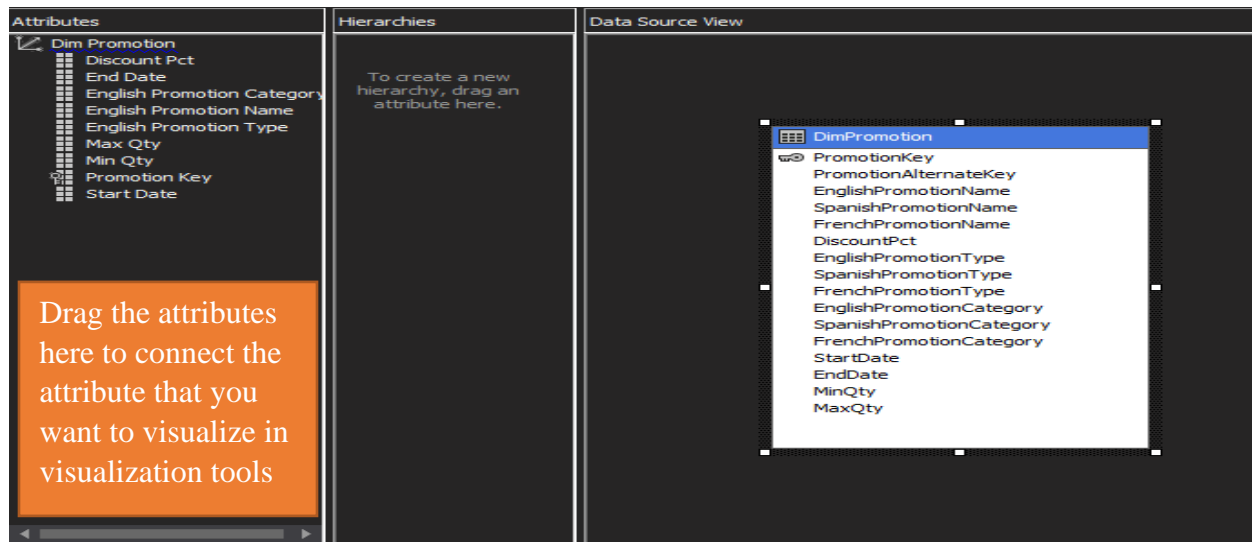 Attributes
Dim Promotion
Discount Pct
End Date
English Promotion Category
English Promotion Name
English Promotion Type
Max Qty
Min Qty
Promotion Key
Start Date
Drag the attributes
here to connect the
attribute that you
want to visualize in
visualization tools
Hierarchies
To create a new
hierarchy, drag an
attribute here.
Data Source View
DimPromotion
PromotionKey
PromotionAlternateKey
EnglishPromotionName
SpanishPromotionName
FrenchPromotionName
DiscountPct
EnglishPromotionType
SpanishPromotionType
FrenchPromotionType
EnglishPromotionCategory
SpanishPromotionCategory
FrenchPromotionCategory
StartDate
EndDate
MinQty
MaxQty